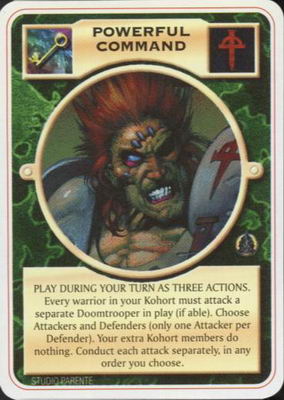 POWERFUL
COMMAND
PLAY DURING YOUR TURN AS THREE ACTIONS.
Every warrior in your Kohort must attack a
separate Doomtrooper in play (if able). Choose
Attackers and Defenders (only one Attacker per
Defender). Your extra Kohort members do
nothing. Conduct each attack separately, in any
order you choose.
STUDIO PARENTE